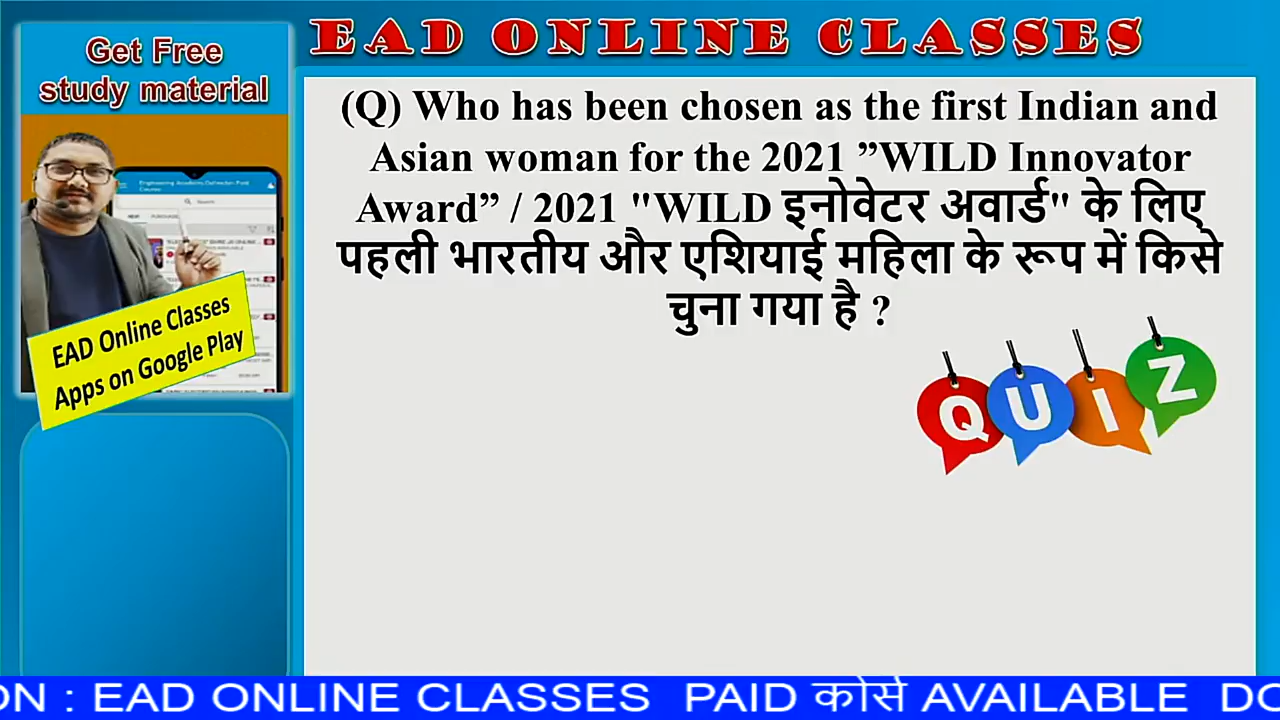 Get Free
study material
EAD ONLINE CLASSES
(Q) Who has been chosen as the first Indian and
Asian woman for the 2021 ”WILD Innovator
Award” / 2021 "WILD इनोवेटर अवार्ड" के लिए
पहली भारतीय और एशियाई महिला के रूप में किसे
चुना गया है ?
QUIZ
EAD Online Classes
Apps on Google Play
ON : EAD ONLINE CLASSES PAID कोर्स AVAILABLE DO